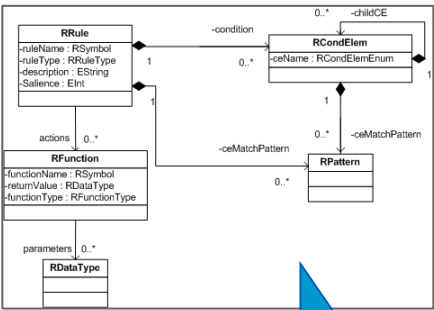 0..* -childCE
RRule
-ruleName : RSymbol
-ruleType : RRuleType
-description : EString
-Salience : EInt
-condition
1
0..*
RCondElem
-ceName : RCondElemEnum
1
1
1
actions 0..*
0..* -ceMatchPattern
-ceMatchPattern
0..*
RFunction
-functionName : RSymbol
-returnValue : RDataType
-functionType : RFunctionType
RPattern
parameters 0..*
RDataType